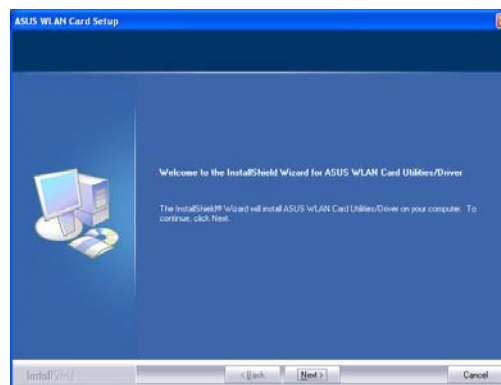 ASUS WLAN Card Setup
Welcome to the InstallShield Wizard for ASUS WLAN Card Utilities/Driver
The InstallShield® Wizard will install ASUS WLAN Card Utilities/Driver on your computer. To
continue, click Next.
InstallShield
< Back
Next >
Cancel